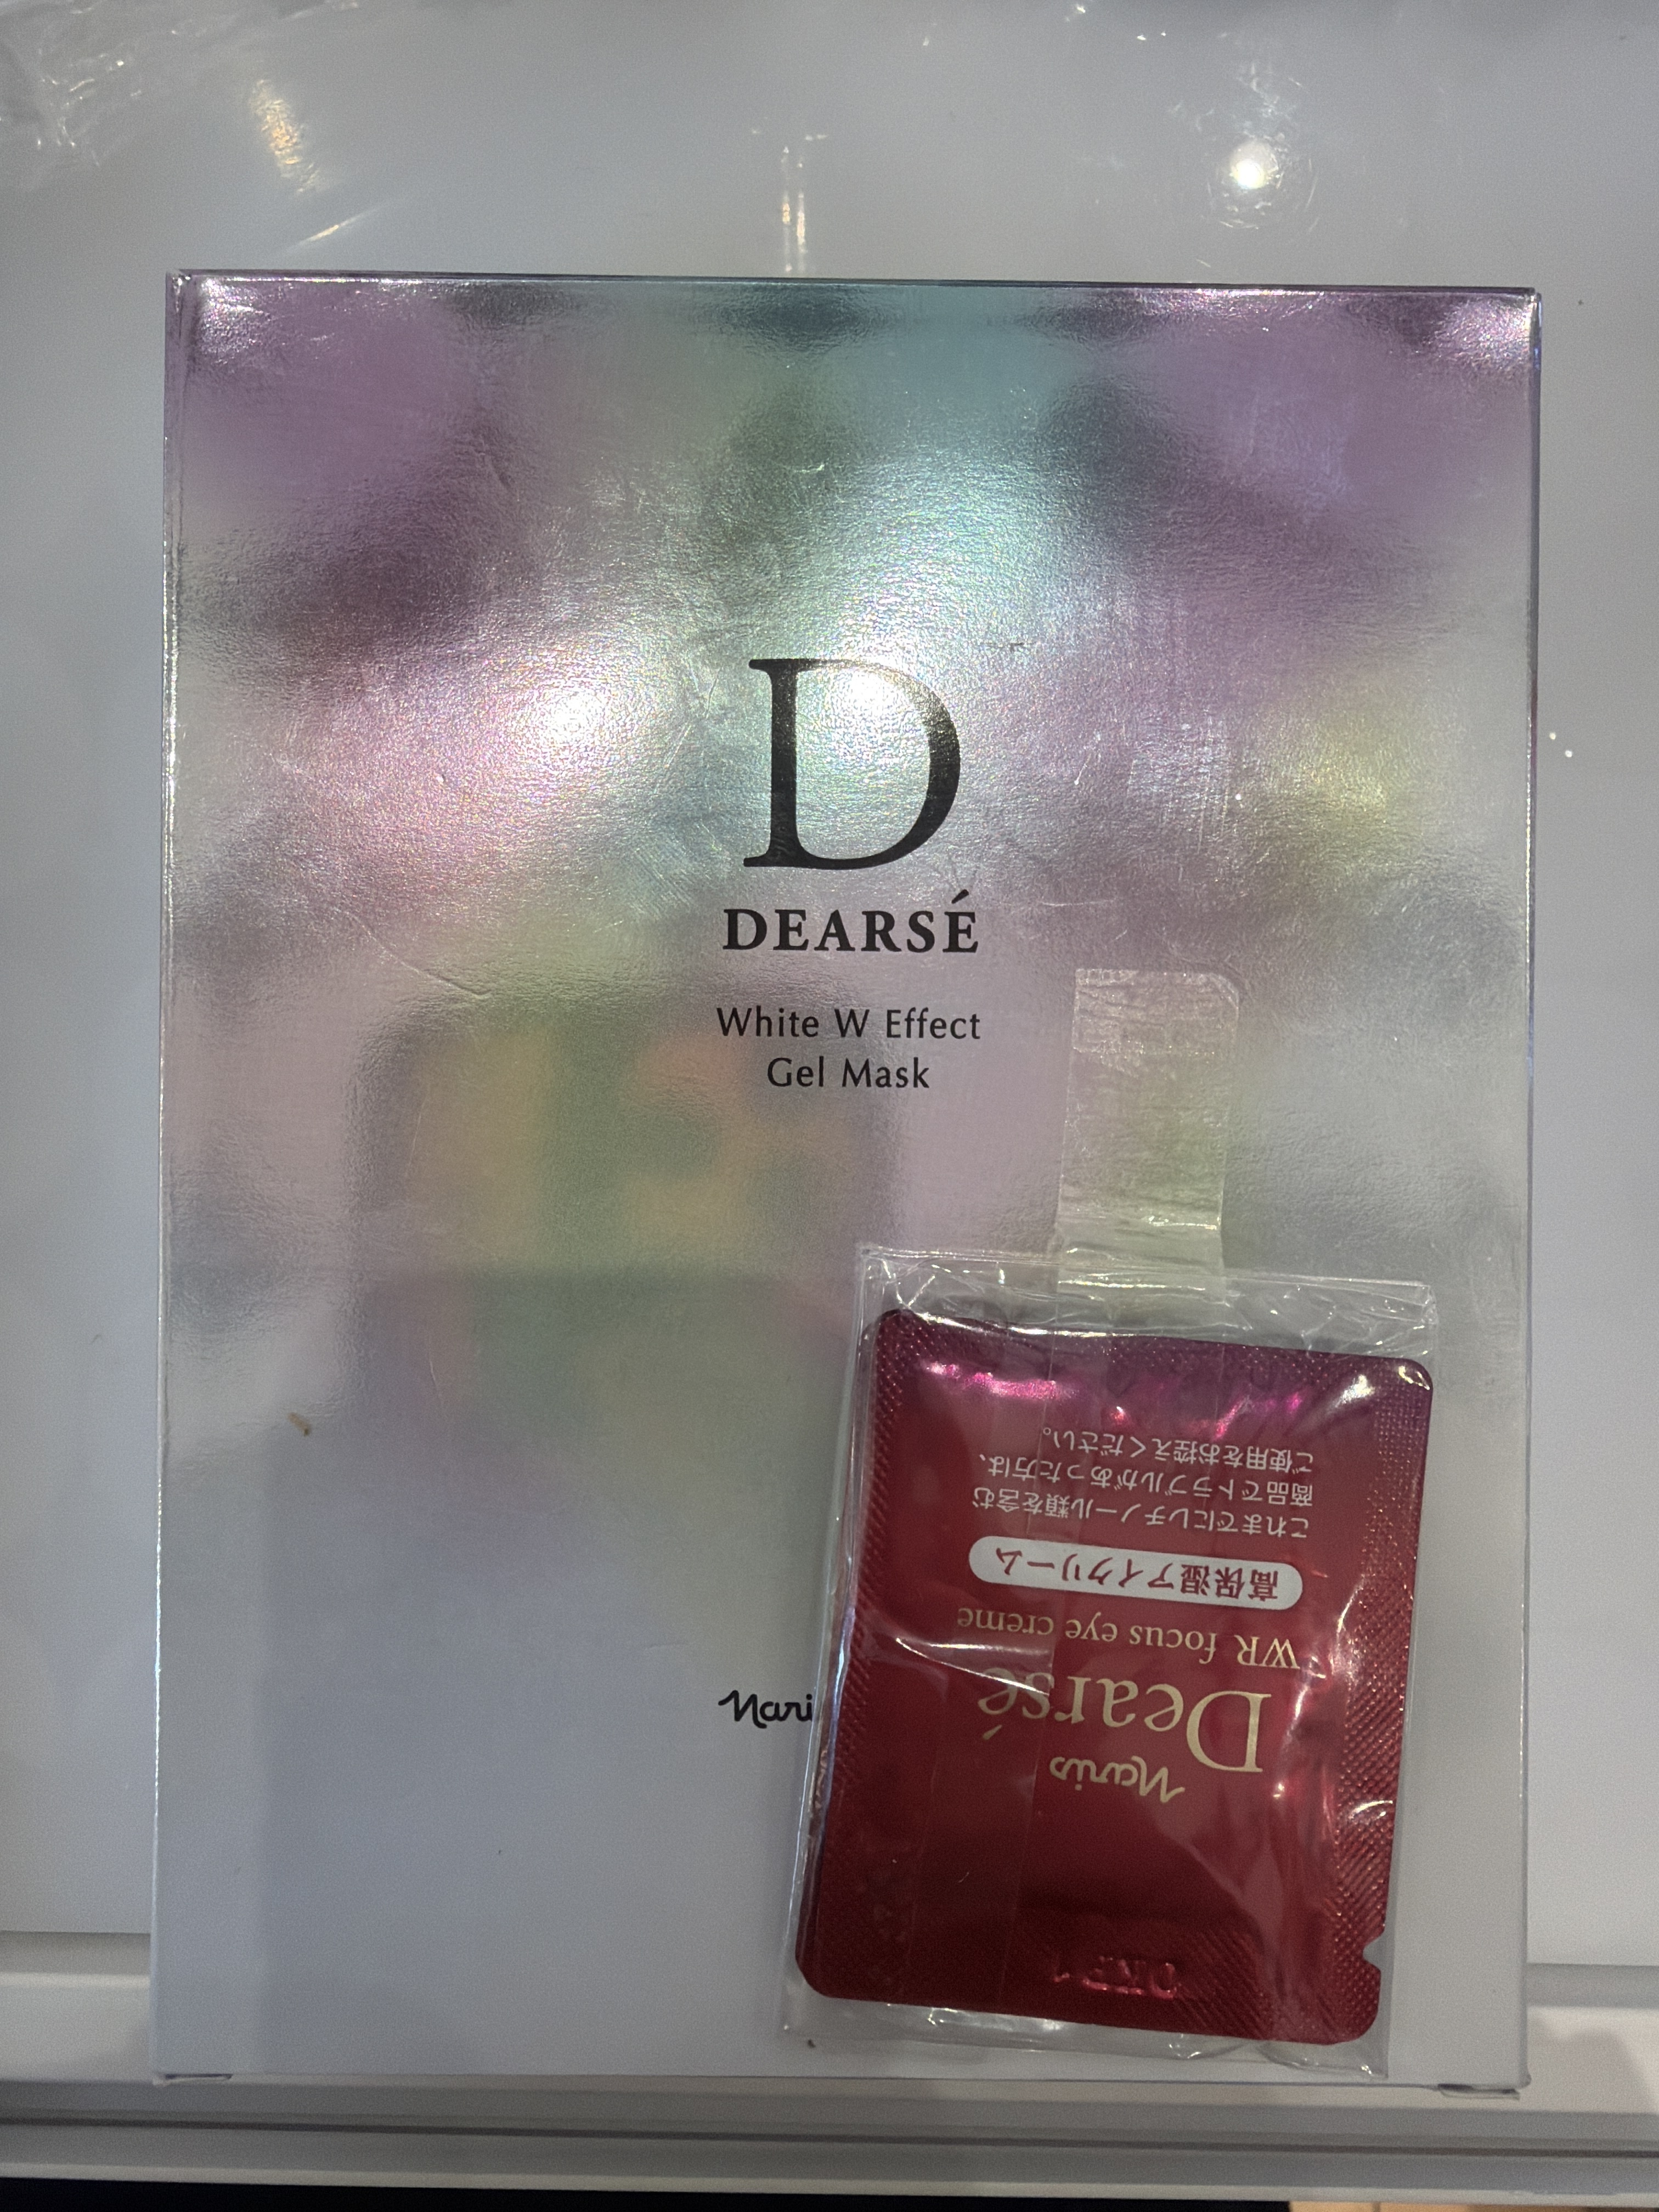 D
DEARSÉ
White W Effect
Gel Mask
Nari
Naris
Dearsé
WR focus eye creme
高保湿アイクリーム
これまでにレチノール類を含む
商品でトラブルがあった方は、
ご使用をお控えください。